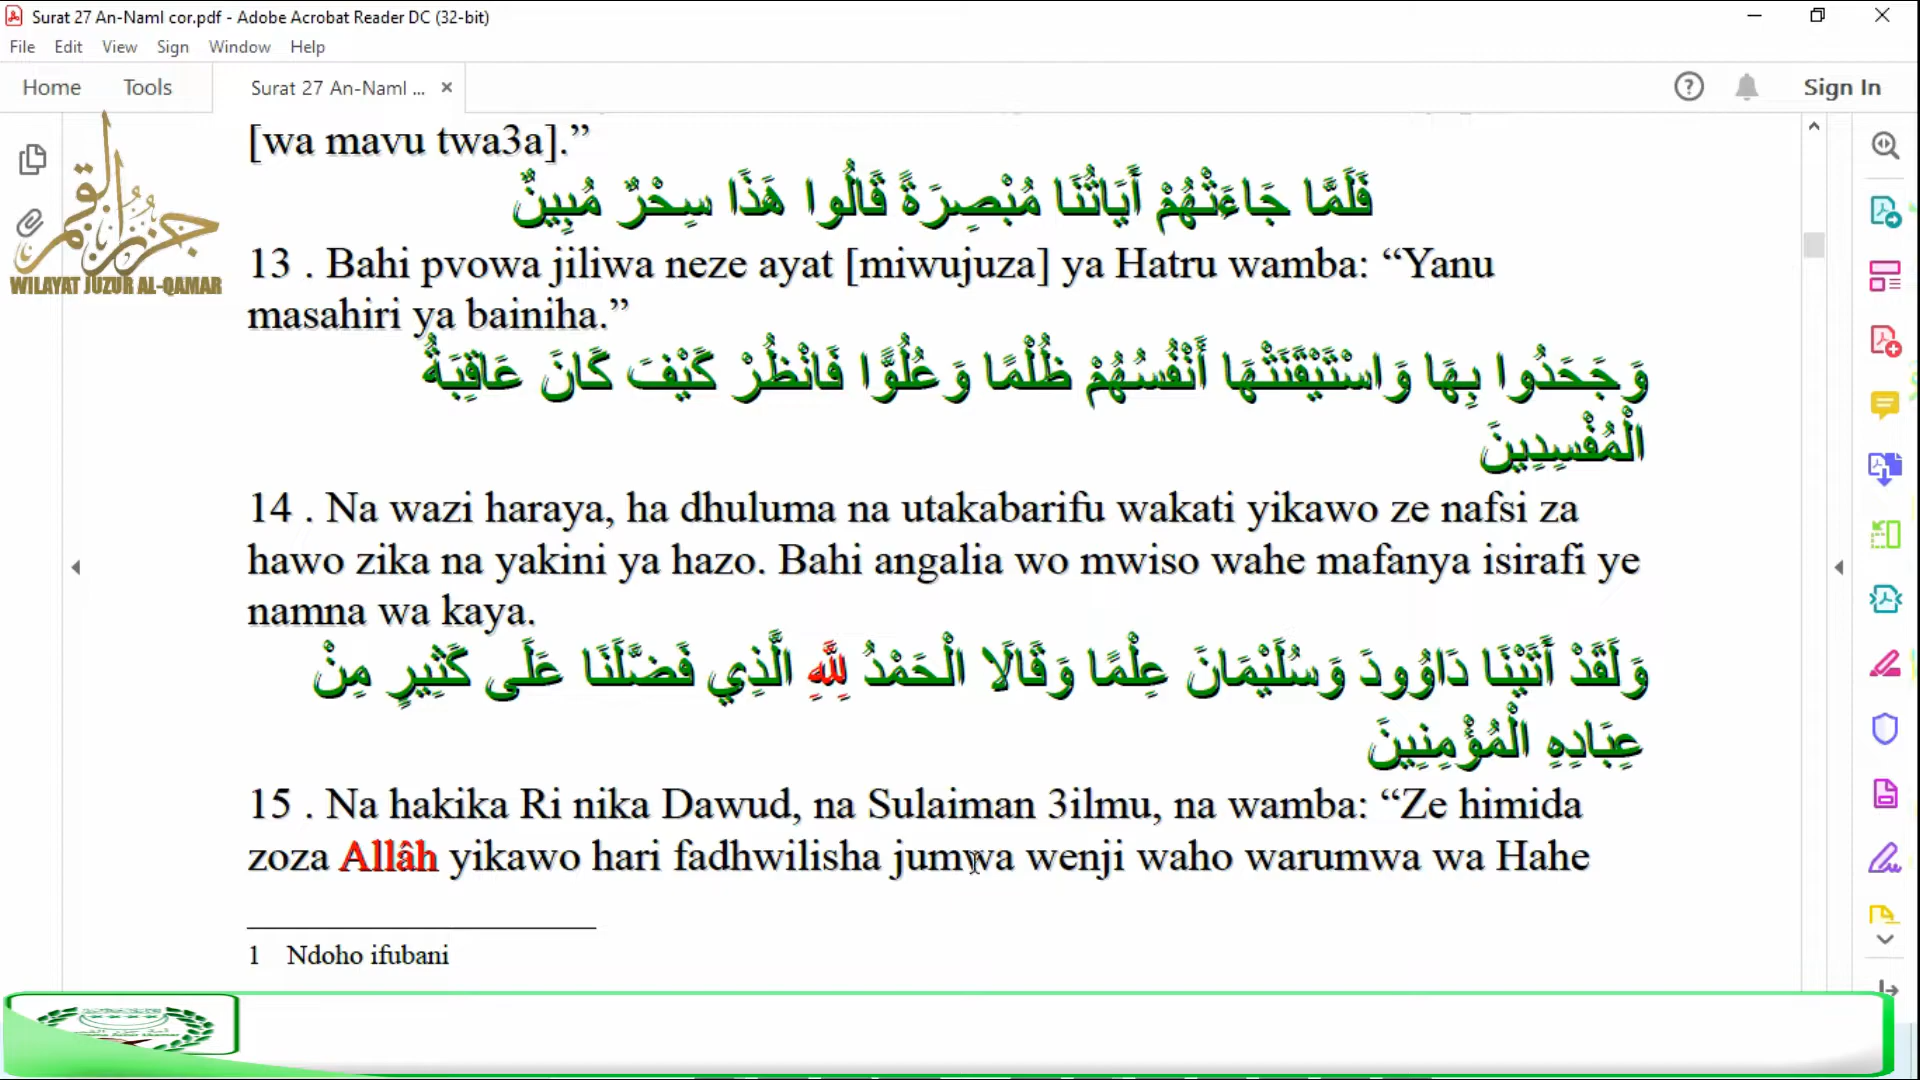 Surat 27 An-Naml cor.pdf - Adobe Acrobat Reader DC (32-bit)
File Edit View Sign Window Help
Home Tools Surat 27 An-Naml ... Sign In
[wa mavu twa3a].”
فَلَمَّا جَاءَتْهُمْ أَيَاتُنَا مُبْصِرَةً قَالُوا هَذَا سِحْرٌ مُبِينٌ
جزر القمر
WILAYAT JUZUR AL-QAMAR
13 . Bahi pvowa jiliwa neze ayat [miwujuza] ya Hatru wamba: “Yanu
masahiri ya bainiha.”
وَجَحَدُوا بِهَا وَاسْتَيْقَنَتْهَا أَنْفُسُهُمْ ظُلْمًا وَعُلُوًّا فَانْظُرْ كَيْفَ كَانَ عَاقِبَةُ
الْمُفْسِدِينَ
14 . Na wazi haraya, ha dhuluma na utakabarifu wakati yikawo ze nafsi za
hawo zika na yakini ya hazo. Bahi angalia wo mwiso wahe mafanya isirafi ye
namna wa kaya.
وَلَقَدْ أَتَيْنَا دَاوُودَ وَسُلَيْمَانَ عِلْمًا وَقَالَا الْحَمْدُ لِلَّهِ الَّذِي فَضَّلَنَا عَلَى كَثِيرٍ مِنْ
عِبَادِهِ الْمُؤْمِنِينَ
15 . Na hakika Ri nika Dawud, na Sulaiman 3ilmu, na wamba: “Ze himida
zoza Allâh yikawo hari fadhwilisha jumwa wenji waho warumwa wa Hahe
1 Ndoho ifubani